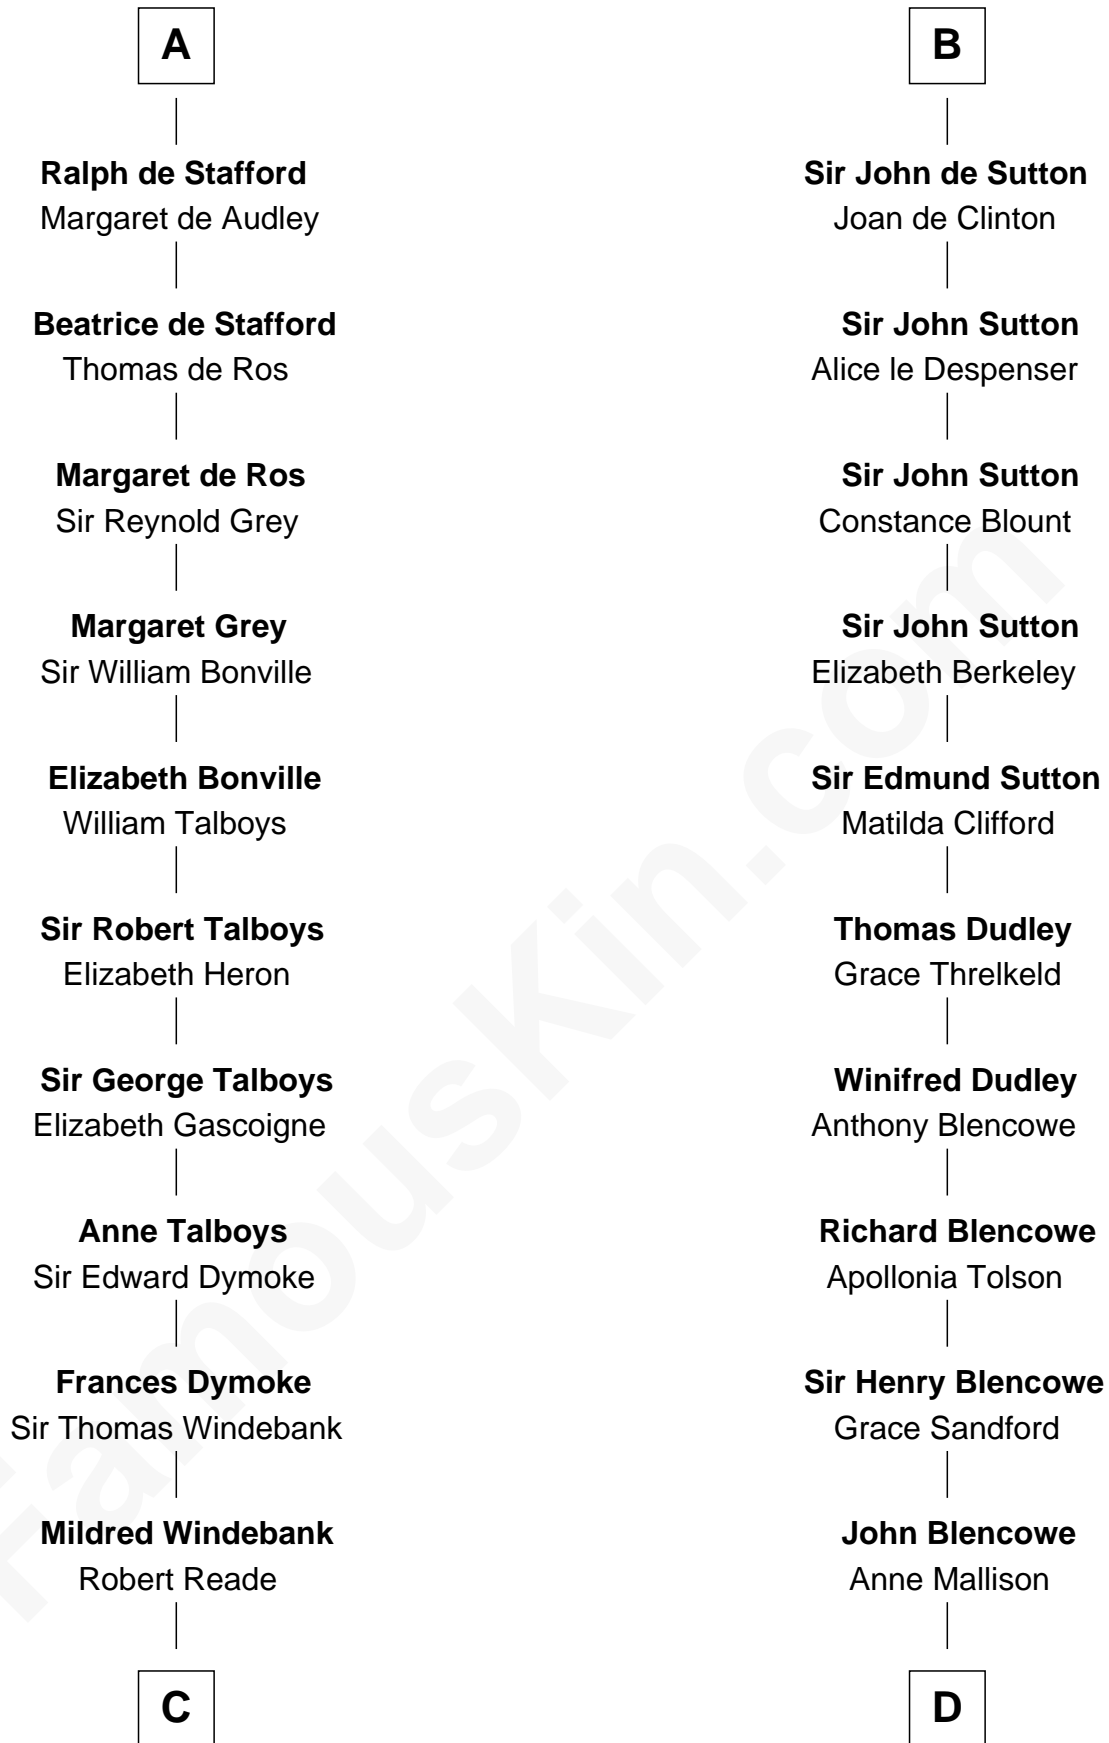 A
Ralph de Stafford
Margaret de Audley
Beatrice de Stafford
Thomas de Ros
Margaret de Ros
Sir Reynold Grey
Margaret Grey
Sir William Bonville
Elizabeth Bonville
William Talboys
Sir Robert Talboys
Elizabeth Heron
Sir George Talboys
Elizabeth Gascoigne
Anne Talboys
Sir Edward Dymoke
Frances Dymoke
Sir Thomas Windebank
Mildred Windebank
Robert Reade
C
B
Sir John de Sutton
Joan de Clinton
Sir John Sutton
Alice le Despenser
Sir John Sutton
Constance Blount
Sir John Sutton
Elizabeth Berkeley
Sir Edmund Sutton
Matilda Clifford
Thomas Dudley
Grace Threlkeld
Winifred Dudley
Anthony Blencowe
Richard Blencowe
Apollonia Tolson
Sir Henry Blencowe
Grace Sandford
John Blencowe
Anne Mallison
D
FamousKin.com